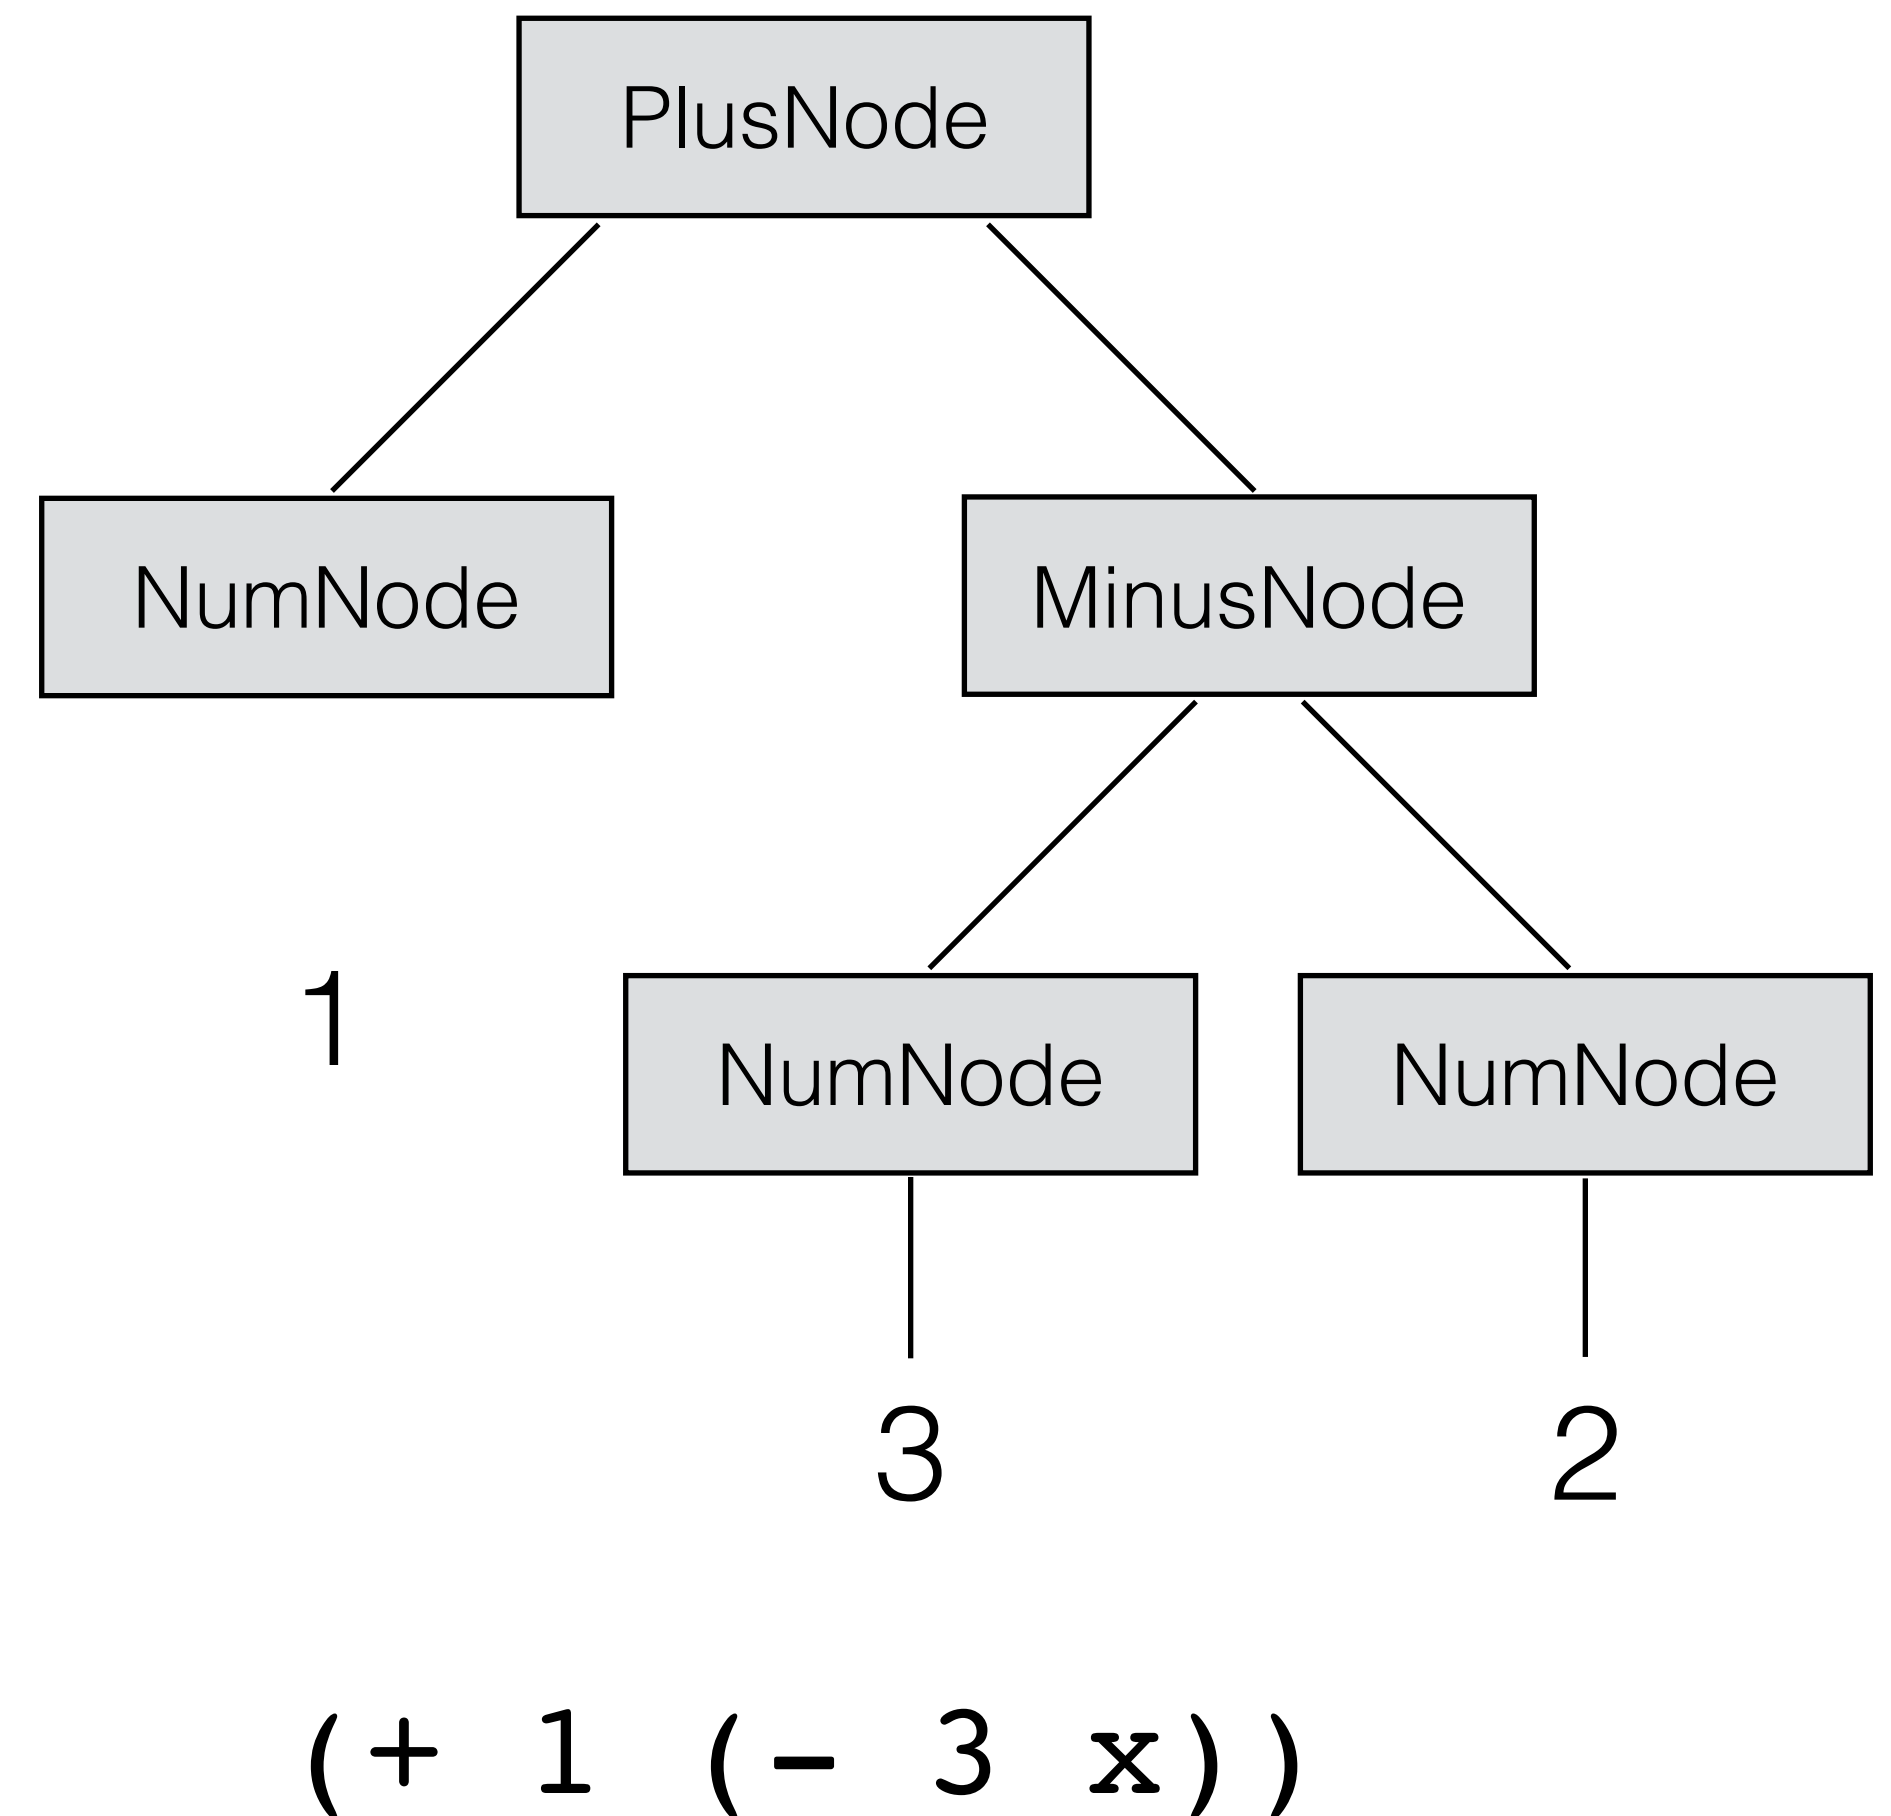 PlusNode
NumNode MinusNode
1 NumNode NumNode
3 2
(+ 1 (- 3 x))